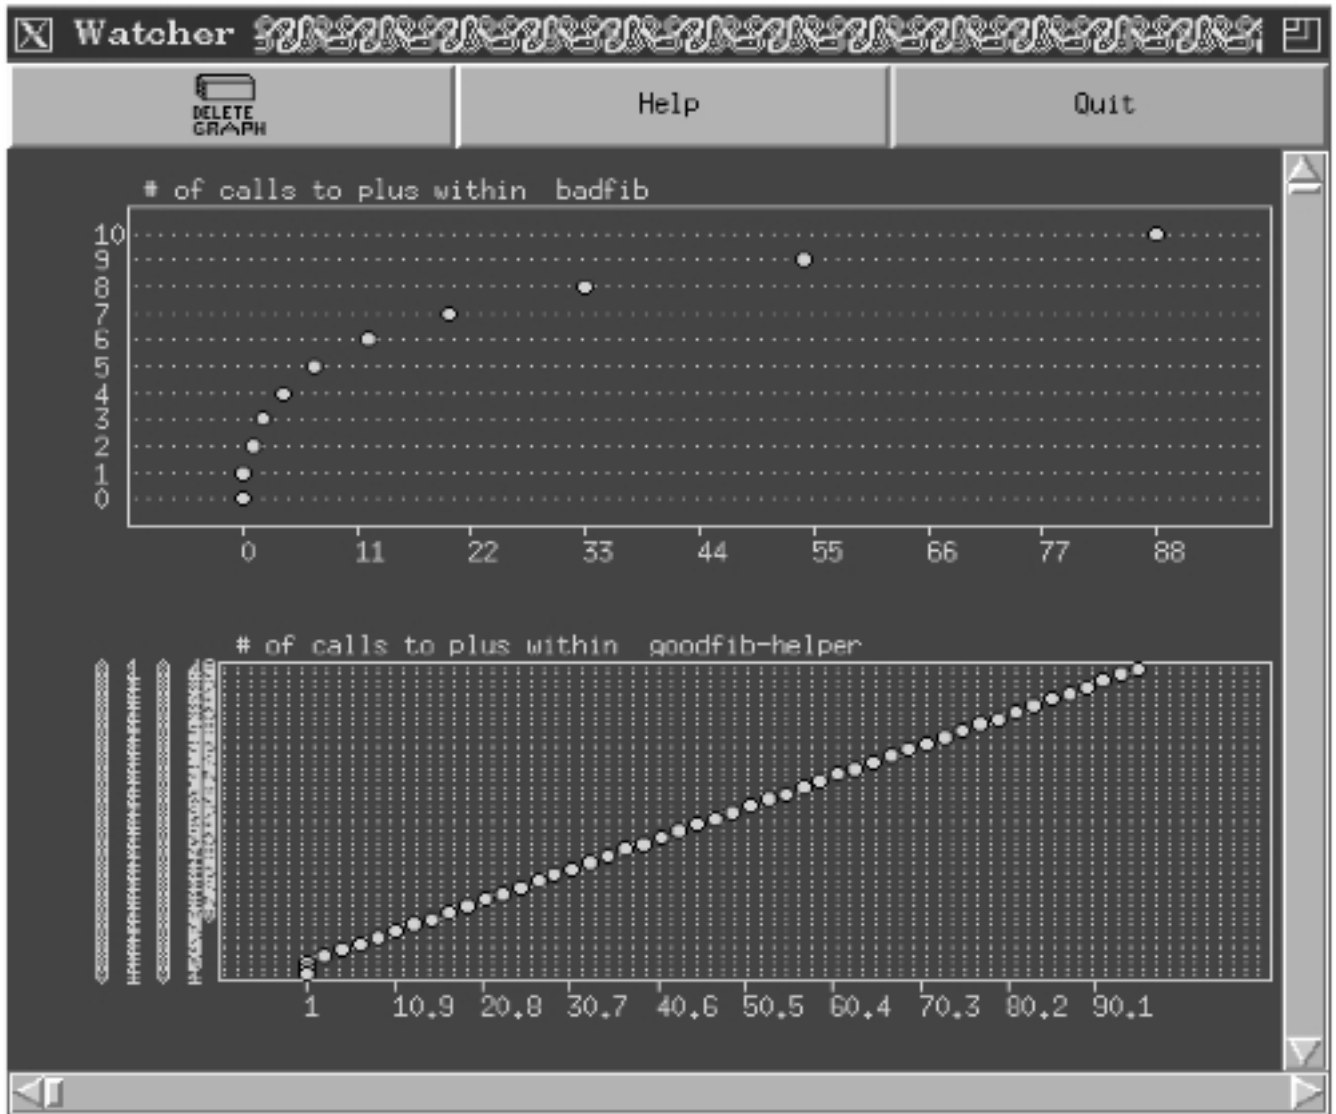 Watcher
DELETE GRAPH Help Quit
# of calls to plus within badfib
10
9
8
7
6
5
4
3
2
1
0
0 11 22 33 44 55 66 77 88
# of calls to plus within goodfib-helper
1 10.9 20.8 30.7 40.6 50.5 60.4 70.3 80.2 90.1